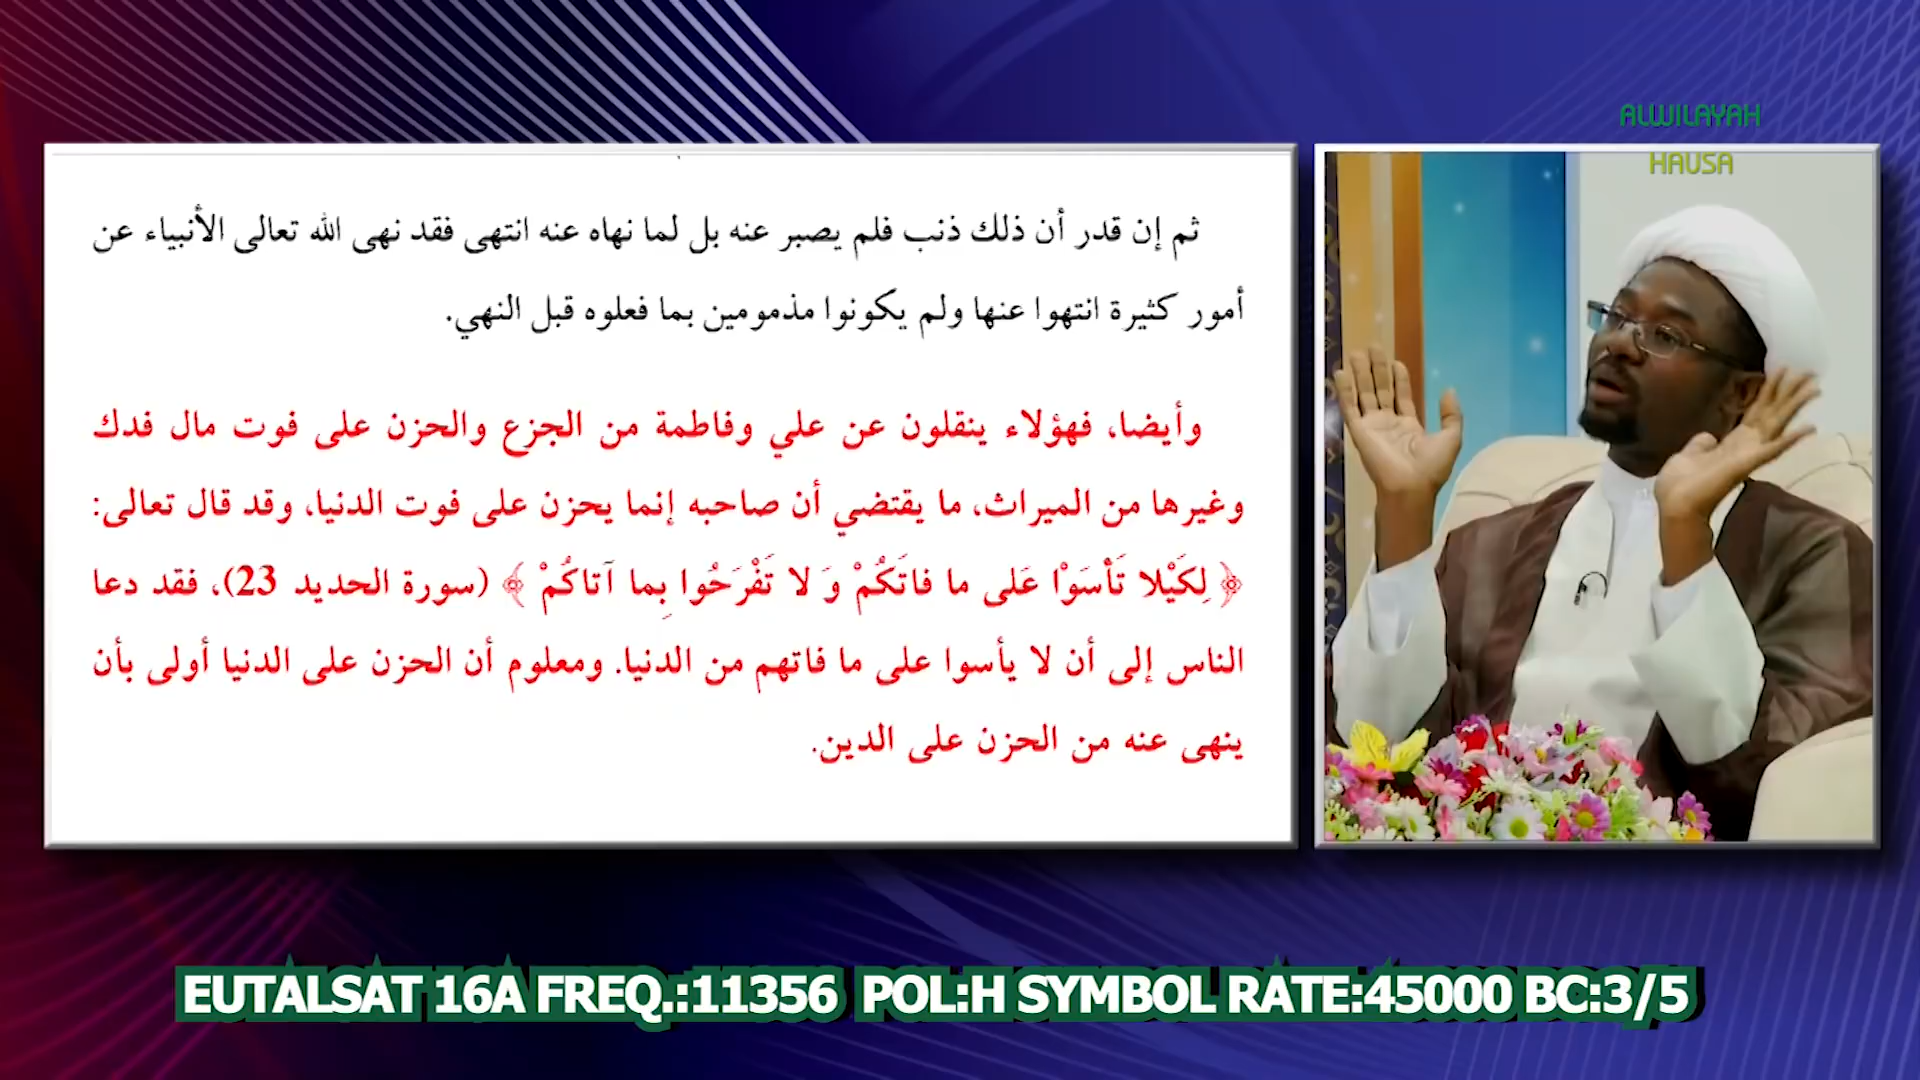 ALWILAYAH
HAUSA
ثم إن قدر أن ذلك ذنب فلم يصبر عنه بل لما نهاه عنه انتهى فقد نهى الله تعالى الأنبياء عن
أمور كثيرة انتهوا عنها ولم يكونوا مذمومين بما فعلوه قبل النهي.
وأيضا، فهؤلاء ينقلون عن علي وفاطمة من الجزع والحزن على فوت مال فدك
وغيرها من الميراث، ما يقتضي أن صاحبه إنما يحزن على فوت الدنيا، وقد قال تعالى:
﴿لِكَيْلا تَأْسَوْا عَلى ما فاتَكُمْ وَ لا تَفْرَحُوا بِما آتاكُمْ﴾ (سورة الحديد 23)، فقد دعا
الناس إلى أن لا يأسوا على ما فاتهم من الدنيا. ومعلوم أن الحزن على الدنيا أولى بأن
ينهى عنه من الحزن على الدين.
EUTALSAT 16A FREQ.:11356 POL:H SYMBOL RATE:45000 BC:3/5